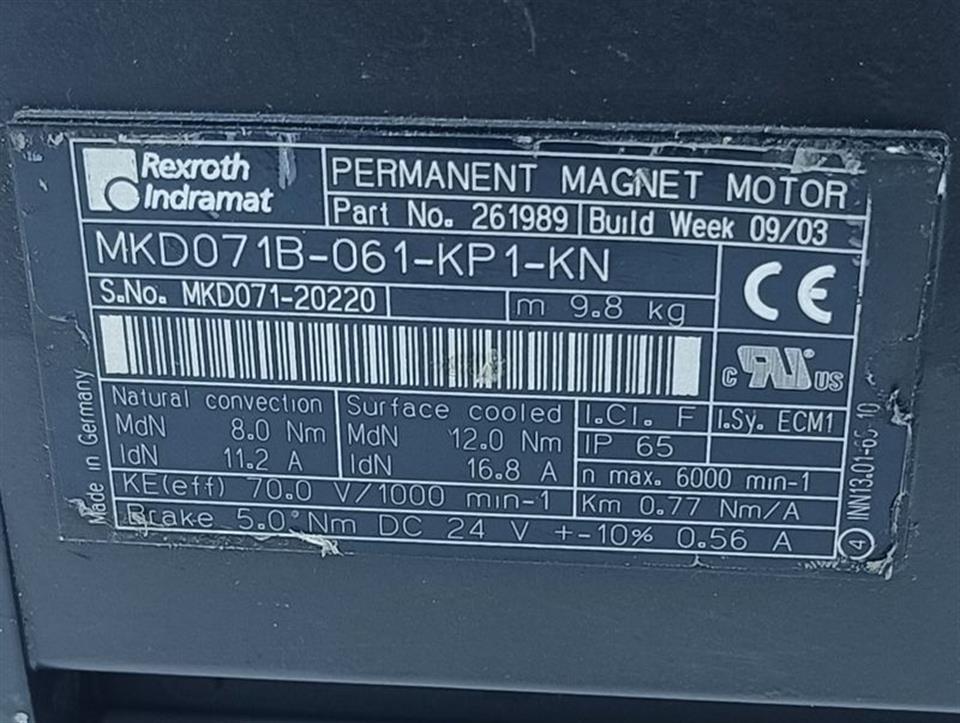 Rexroth
Indramat
PERMANENT MAGNET MOTOR
Part No. 261989
Build Week 09/03
MKD071B-061-KP1-KN
S.No. MKD071-20220
m 9.8 kg
CE
c RU US
Natural convection
MdN 8.0 Nm
IdN 11.2 A
Surface cooled
MdN 12.0 Nm
IdN 16.8 A
I.Cl. F
I.Sy. ECM1
IP 65
n max. 6000 min-1
KE(eff) 70.0 V/1000 min-1
Km 0.77 Nm/A
Brake 5.0 Nm DC 24 V +-10% 0.56 A
Made in Germany
④